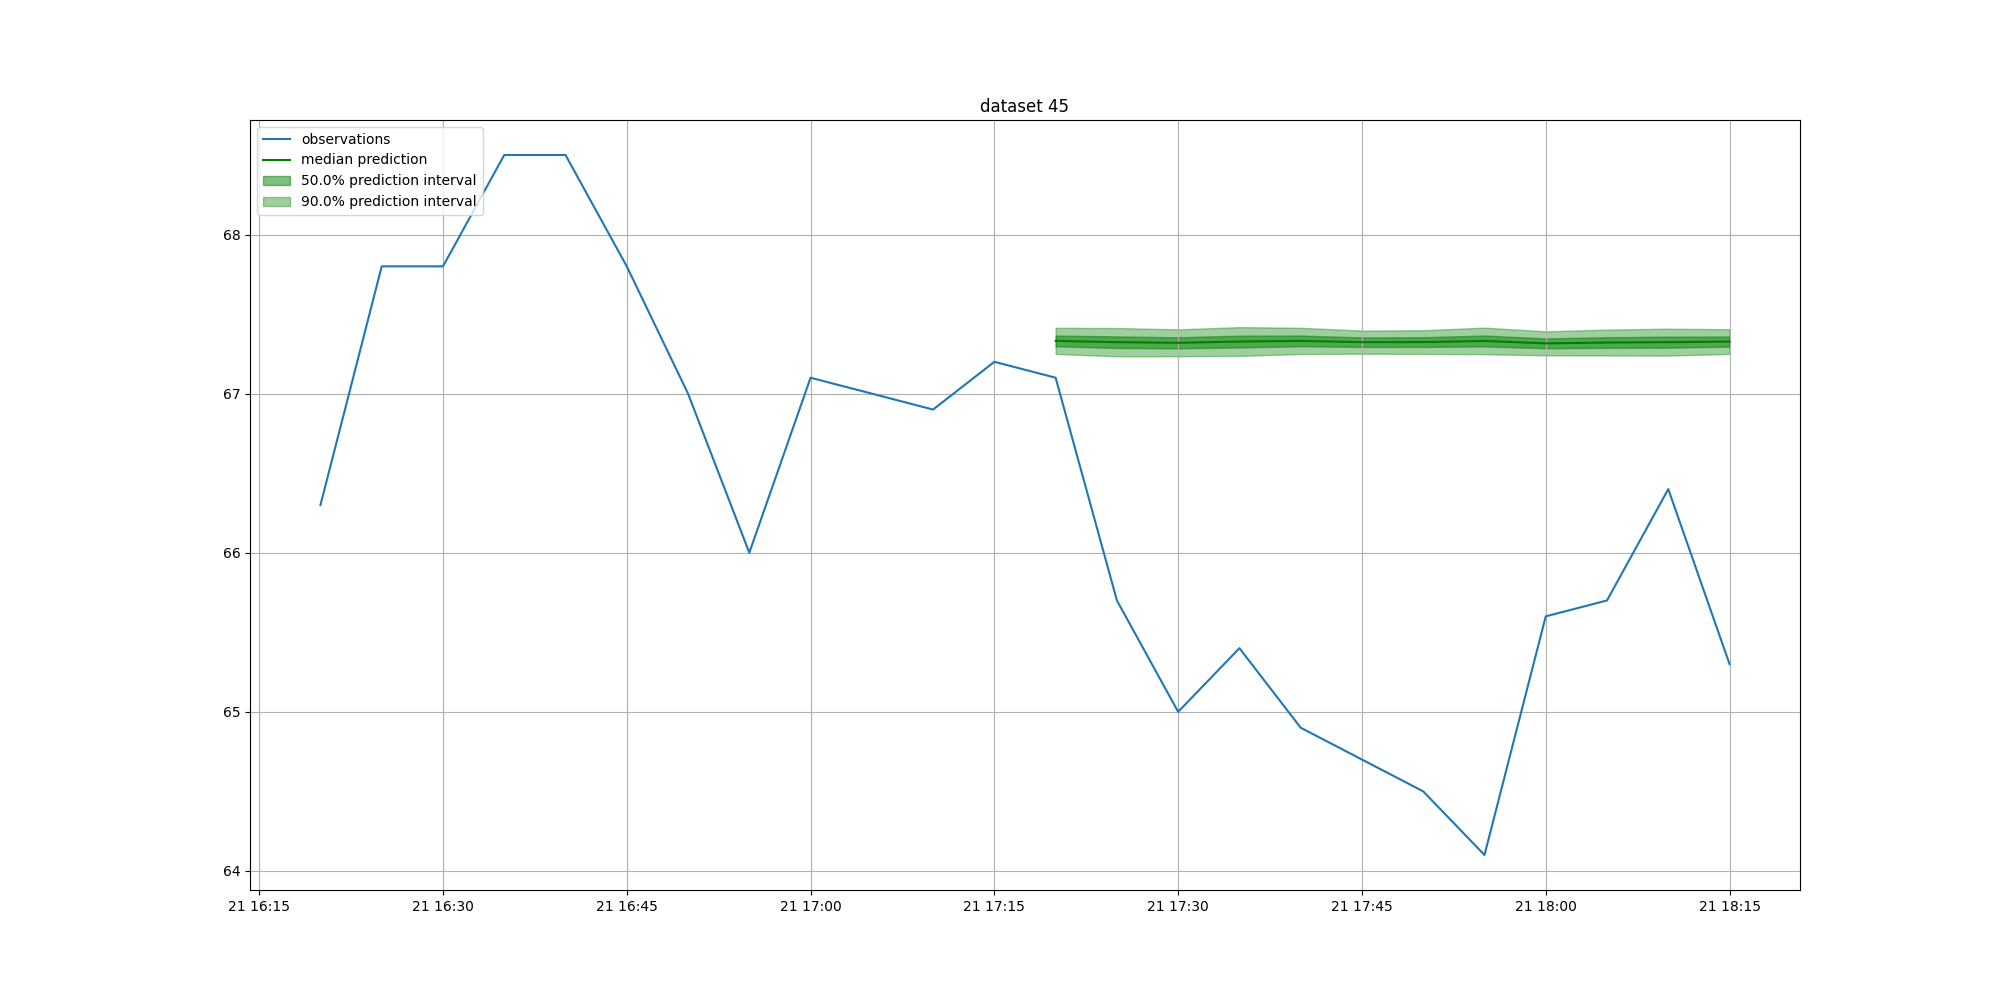 dataset 45
observations
median prediction
50.0% prediction interval
90.0% prediction interval
68
67
66
65
64
21 16:15 21 16:30 21 16:45 21 17:00 21 17:15 21 17:30 21 17:45 21 18:00 21 18:15